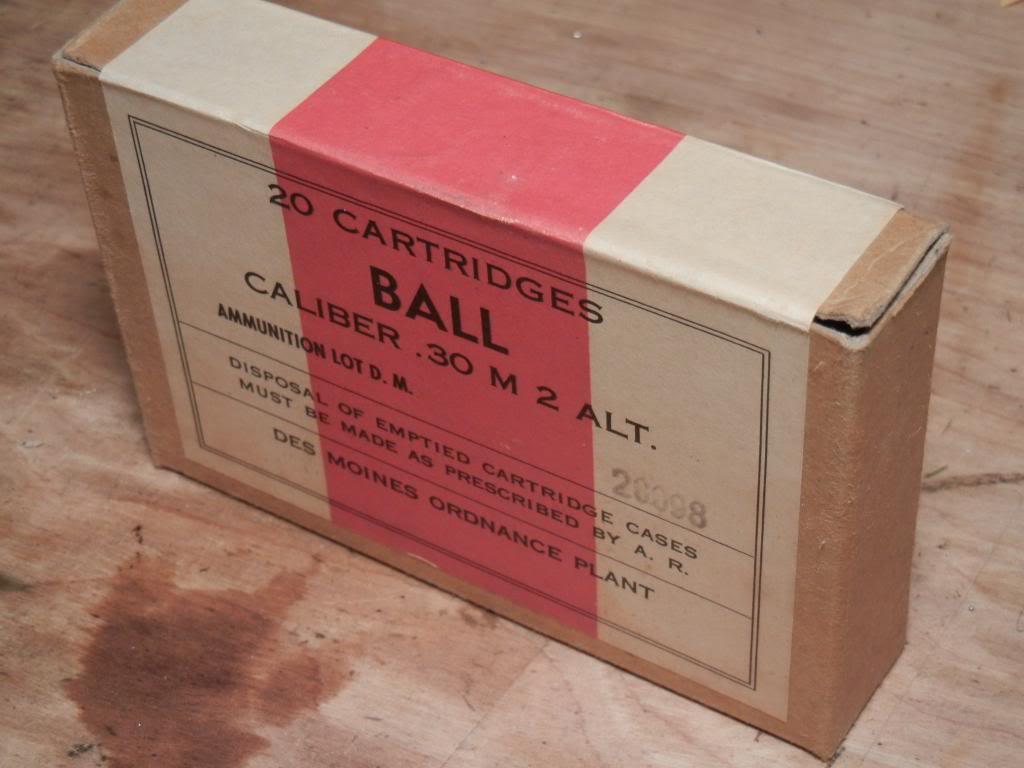 20 CARTRIDGES
BALL
CALIBER .30 M 2 ALT.
AMMUNITION LOT D. M. 20098
DISPOSAL OF EMPTIED CARTRIDGE CASES
MUST BE MADE AS PRESCRIBED BY A. R.
DES MOINES ORDNANCE PLANT